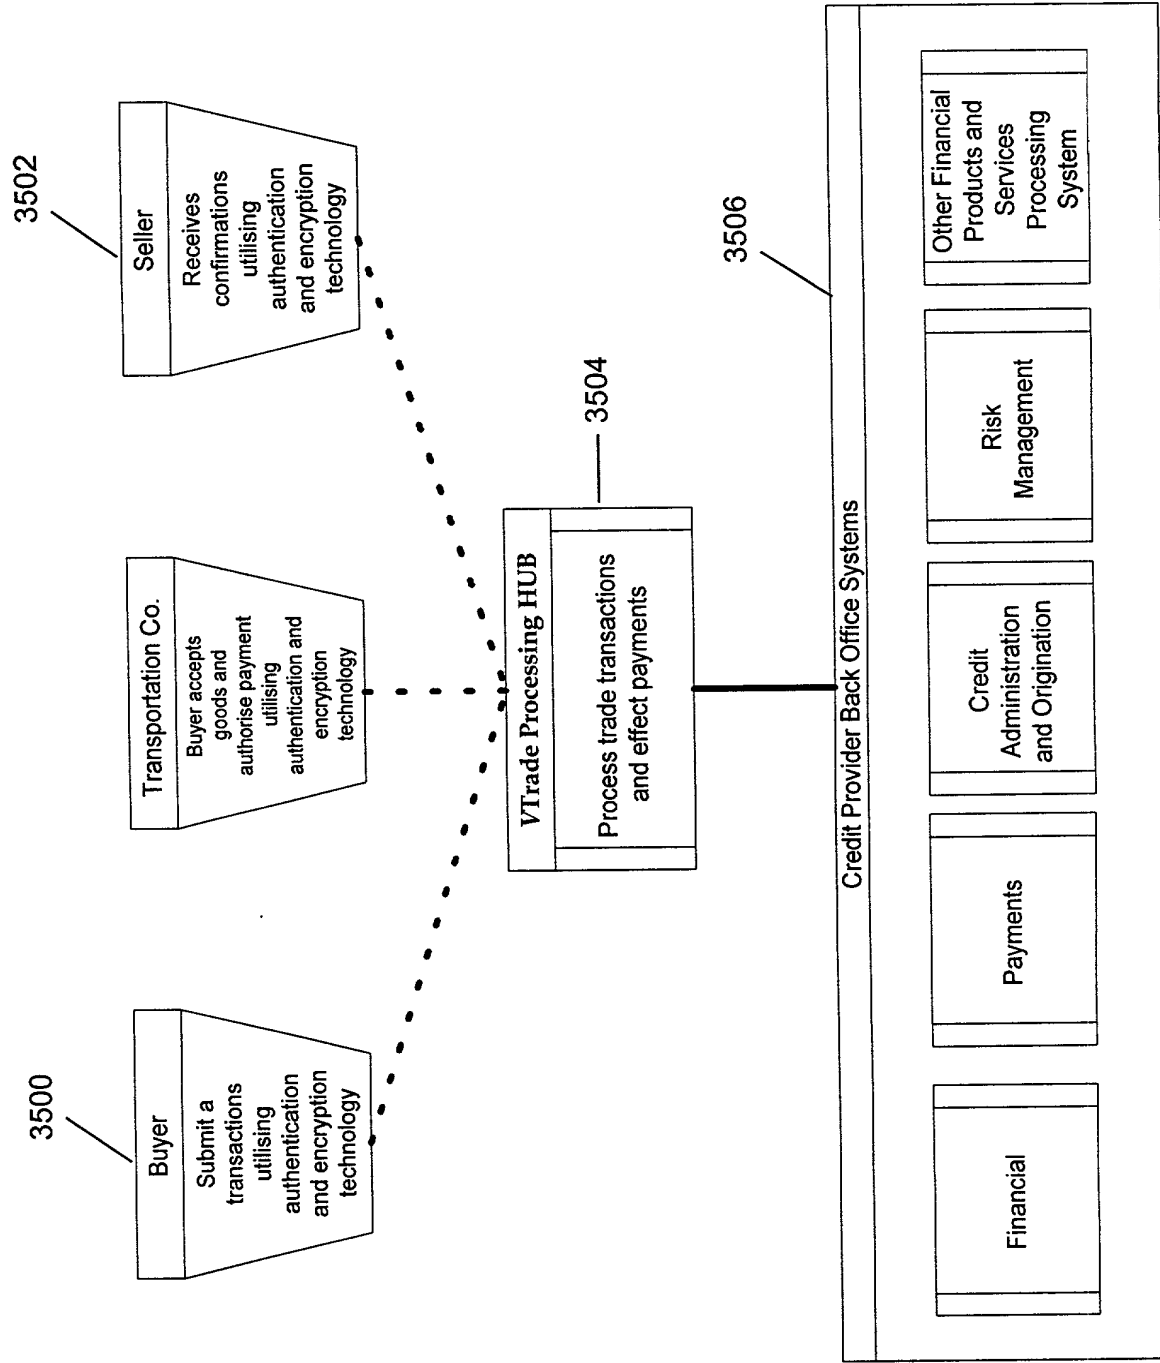 3500
3502
Buyer
Submit a
transactions
utilising
authentication
and encryption
technology
Transportation Co.
Buyer accepts
goods and
authorise payment
utilising
authentication and
encryption
technology
Seller
Receives
confirmations
utilising
authentication
and encryption
technology
VTrade Processing HUB
Process trade transactions
and effect payments
3504
3506
Credit Provider Back Office Systems
Financial
Payments
Credit
Administration
and Origination
Risk
Management
Other Financial
Products and
Services
Processing
System